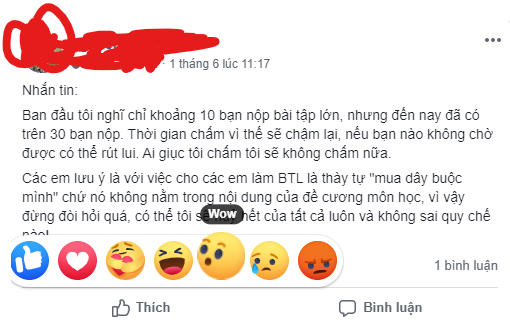 1 tháng 6 lúc 11:17
Nhắn tin:
Ban đầu tôi nghĩ chỉ khoảng 10 bạn nộp bài tập lớn, nhưng đến nay đã có
trên 30 bạn nộp. Thời gian chấm vì thế sẽ chậm lại, nếu bạn nào không chờ
được có thể rút lui. Ai giục tôi chấm tôi sẽ không chấm nữa.
Các em lưu ý là với việc cho các em làm BTL là thày tự "mua dây buộc
mình" chứ nó không nằm trong nội dung của đề cương môn học, vì vậy
đừng đòi hỏi quá, có thể tôi hết của tất cả luôn và không sai quy chế
Wow
1 bình luận
Thích
Bình luận